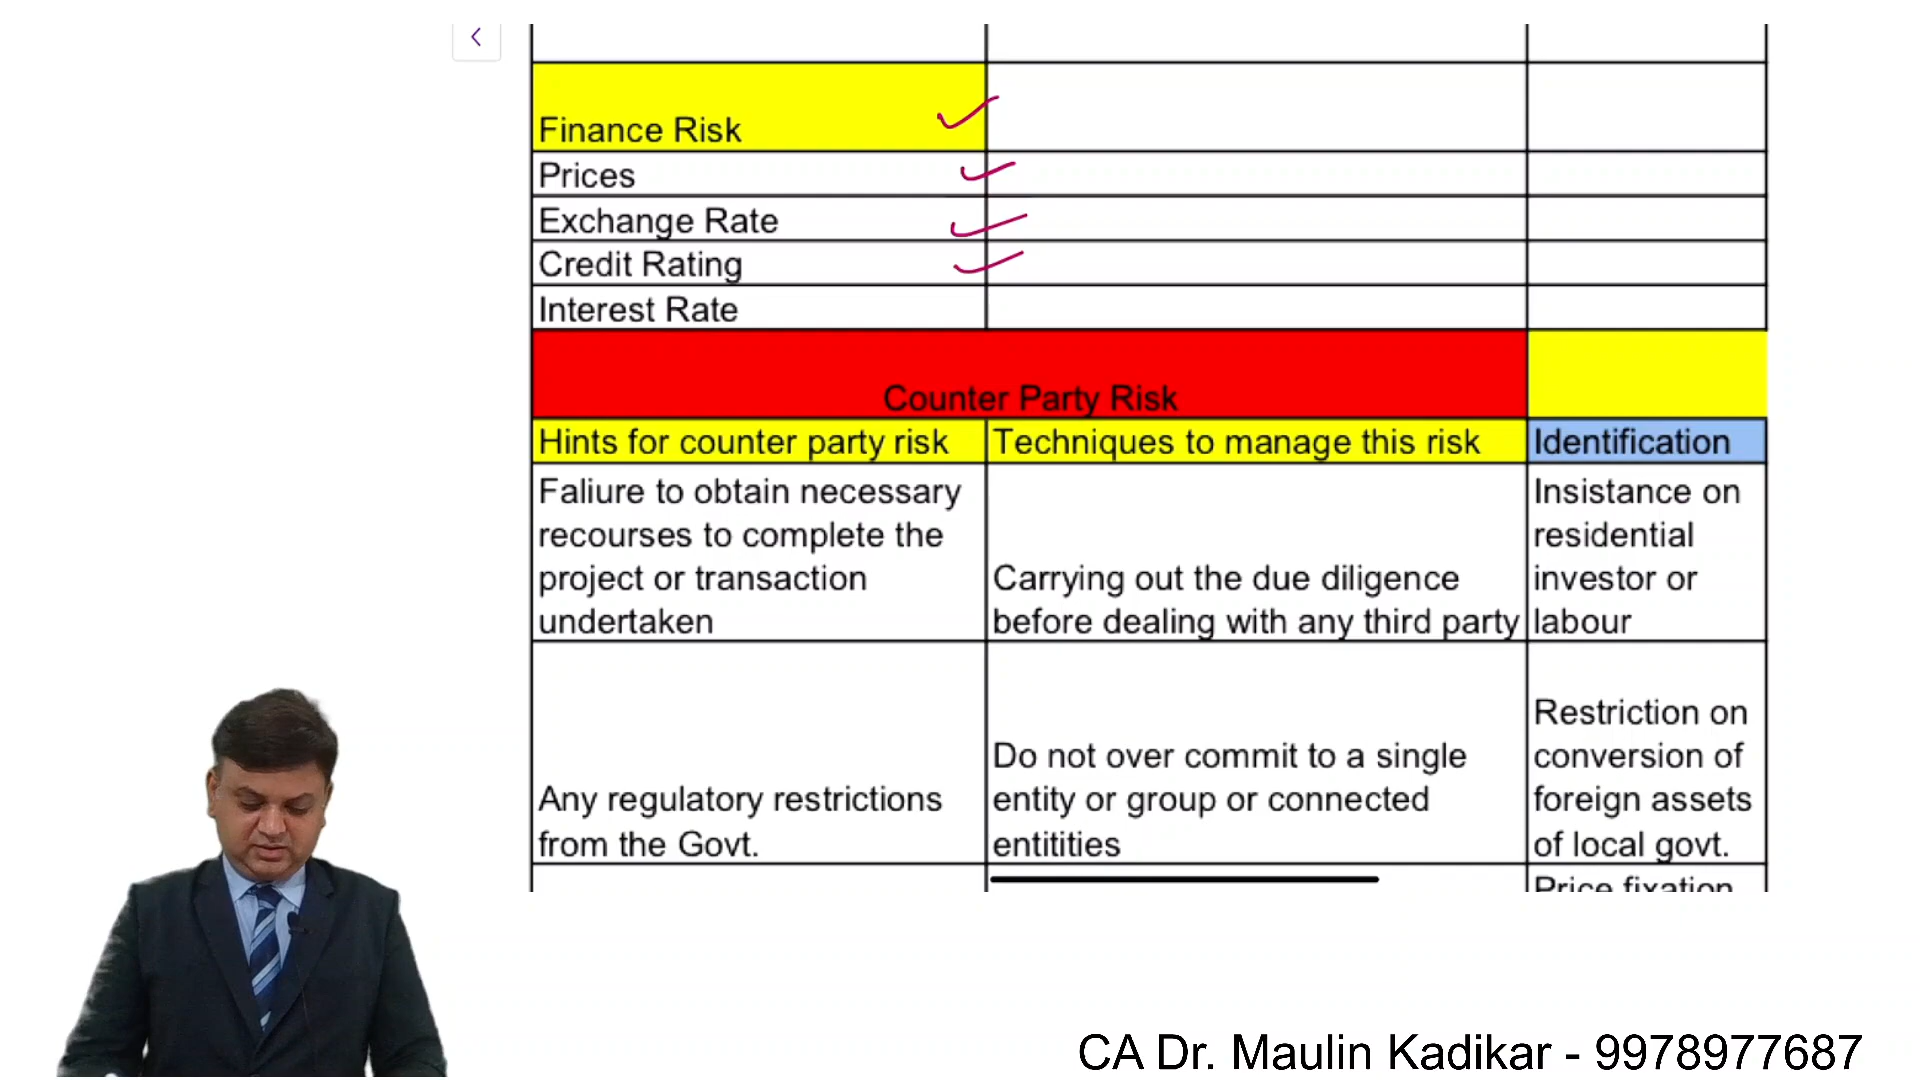 Finance Risk
Prices
Exchange Rate
Credit Rating
Interest Rate
Counter Party Risk
Hints for counter party risk
Techniques to manage this risk
Identification
Faliure to obtain necessary
recourses to complete the
project or transaction
undertaken
Carrying out the due diligence
before dealing with any third party
Insistance on
residential
investor or
labour
Any regulatory restrictions
from the Govt.
Do not over commit to a single
entity or group or connected
entitities
Restriction on
conversion of
foreign assets
of local govt.
Price fixation
CA Dr. Maulin Kadikar - 9978977687